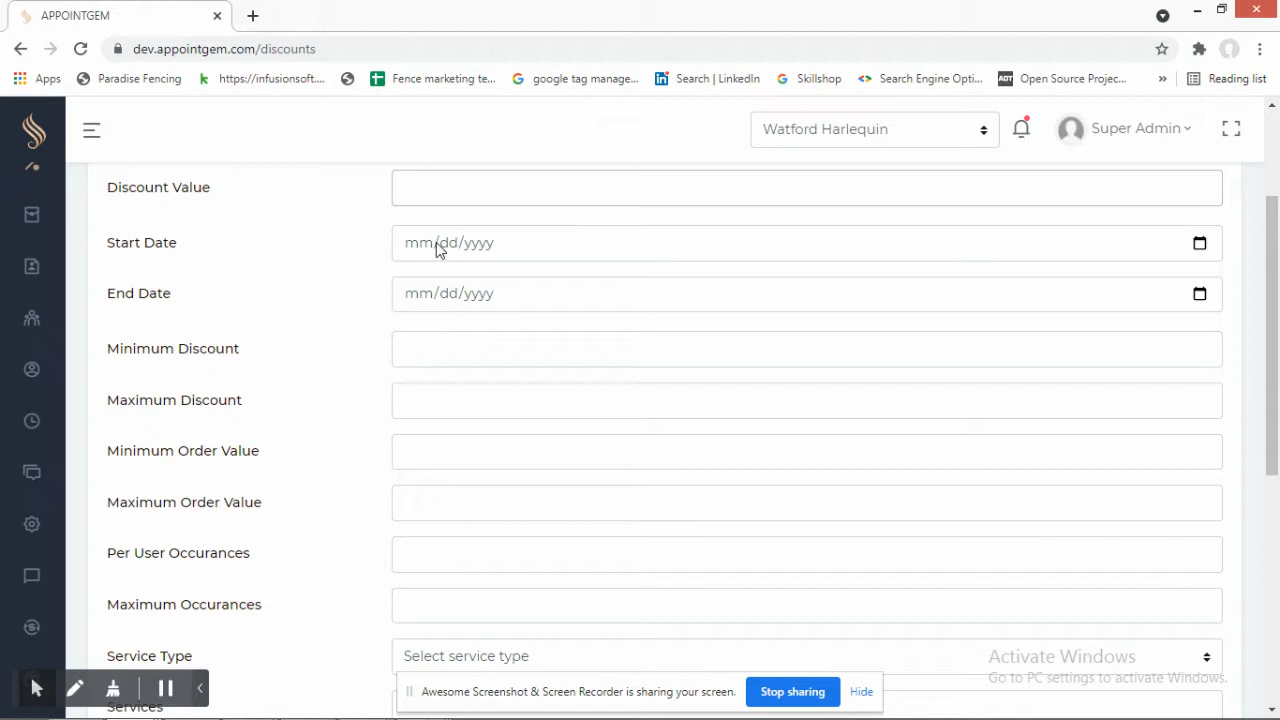 APPOINTGEM
dev.appointgem.com/discounts
Apps Paradise Fencing https://infusionsoft.... Fence marketing te... google tag manage... Search | LinkedIn Skillshop Search Engine Opti... AOT Open Source Projec... » Reading list
Watford Harlequin Super Admin
Discount Value
Start Date mm/dd/yyyy
End Date mm/dd/yyyy
Minimum Discount
Maximum Discount
Minimum Order Value
Maximum Order Value
Per User Occurances
Maximum Occurances
Service Type Select service type
Activate Windows
Go to PC settings to activate Windows.
Awesome Screenshot & Screen Recorder is sharing your screen. Stop sharing Hide
Services